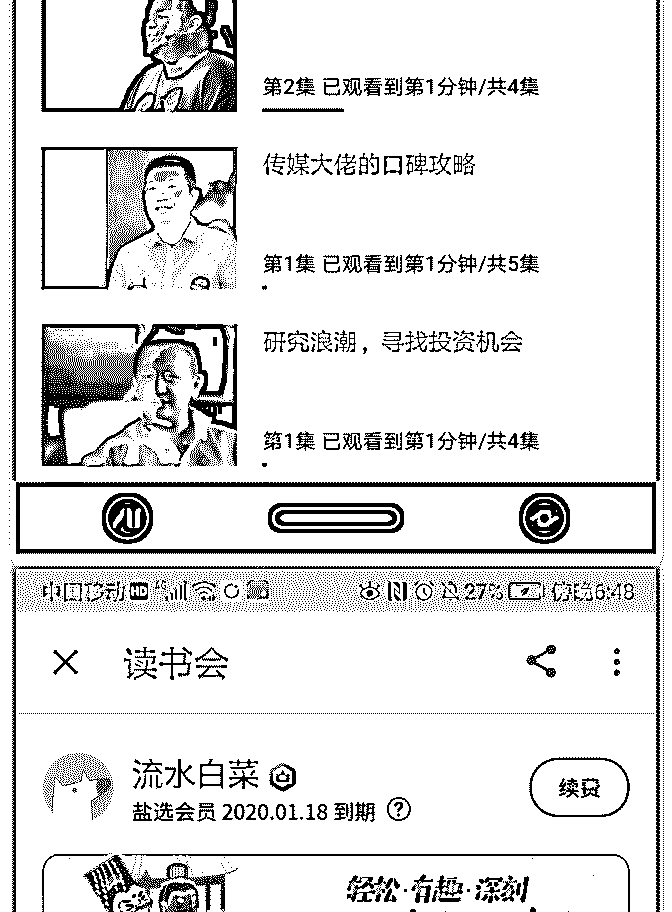 第2集 已观看到第1分钟/共4集
传媒大佬的口碑攻略
第1集 已观看到第1分钟/共5集
研究浪潮，寻找投资机会
第1集 已观看到第1分钟/共4集
中国移动 HD 27% 傍晚6:48
读书会
流水白菜
盐选会员 2020.01.18 到期 ?
续费
轻松·有趣·深刻